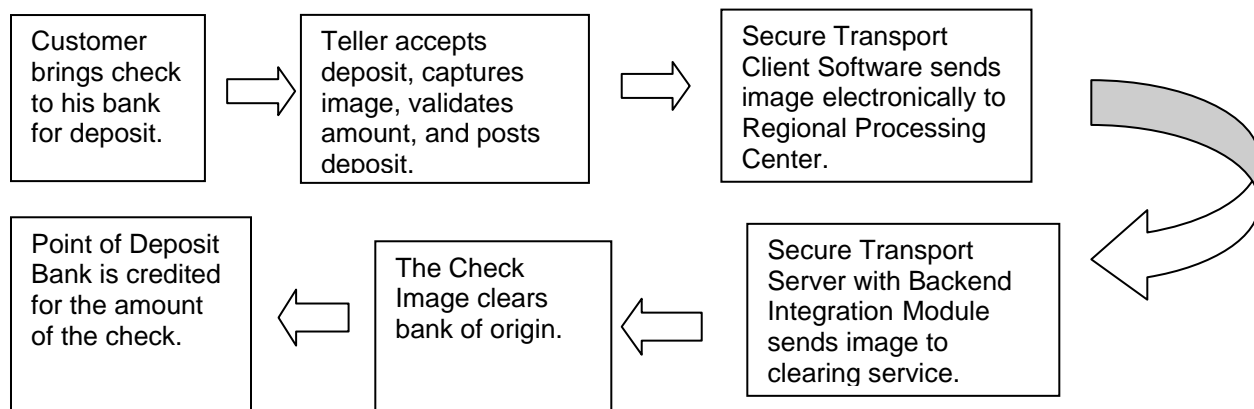 Customer
brings check
to his bank
for deposit.
Teller accepts
deposit, captures
image, validates
amount, and posts
deposit.
Secure Transport
Client Software sends
image electronically to
Regional Processing
Center.
Secure Transport
Server with Backend
Integration Module
sends image to
clearing service.
The Check
Image clears
bank of origin.
Point of Deposit
Bank is credited
for the amount
of the check.